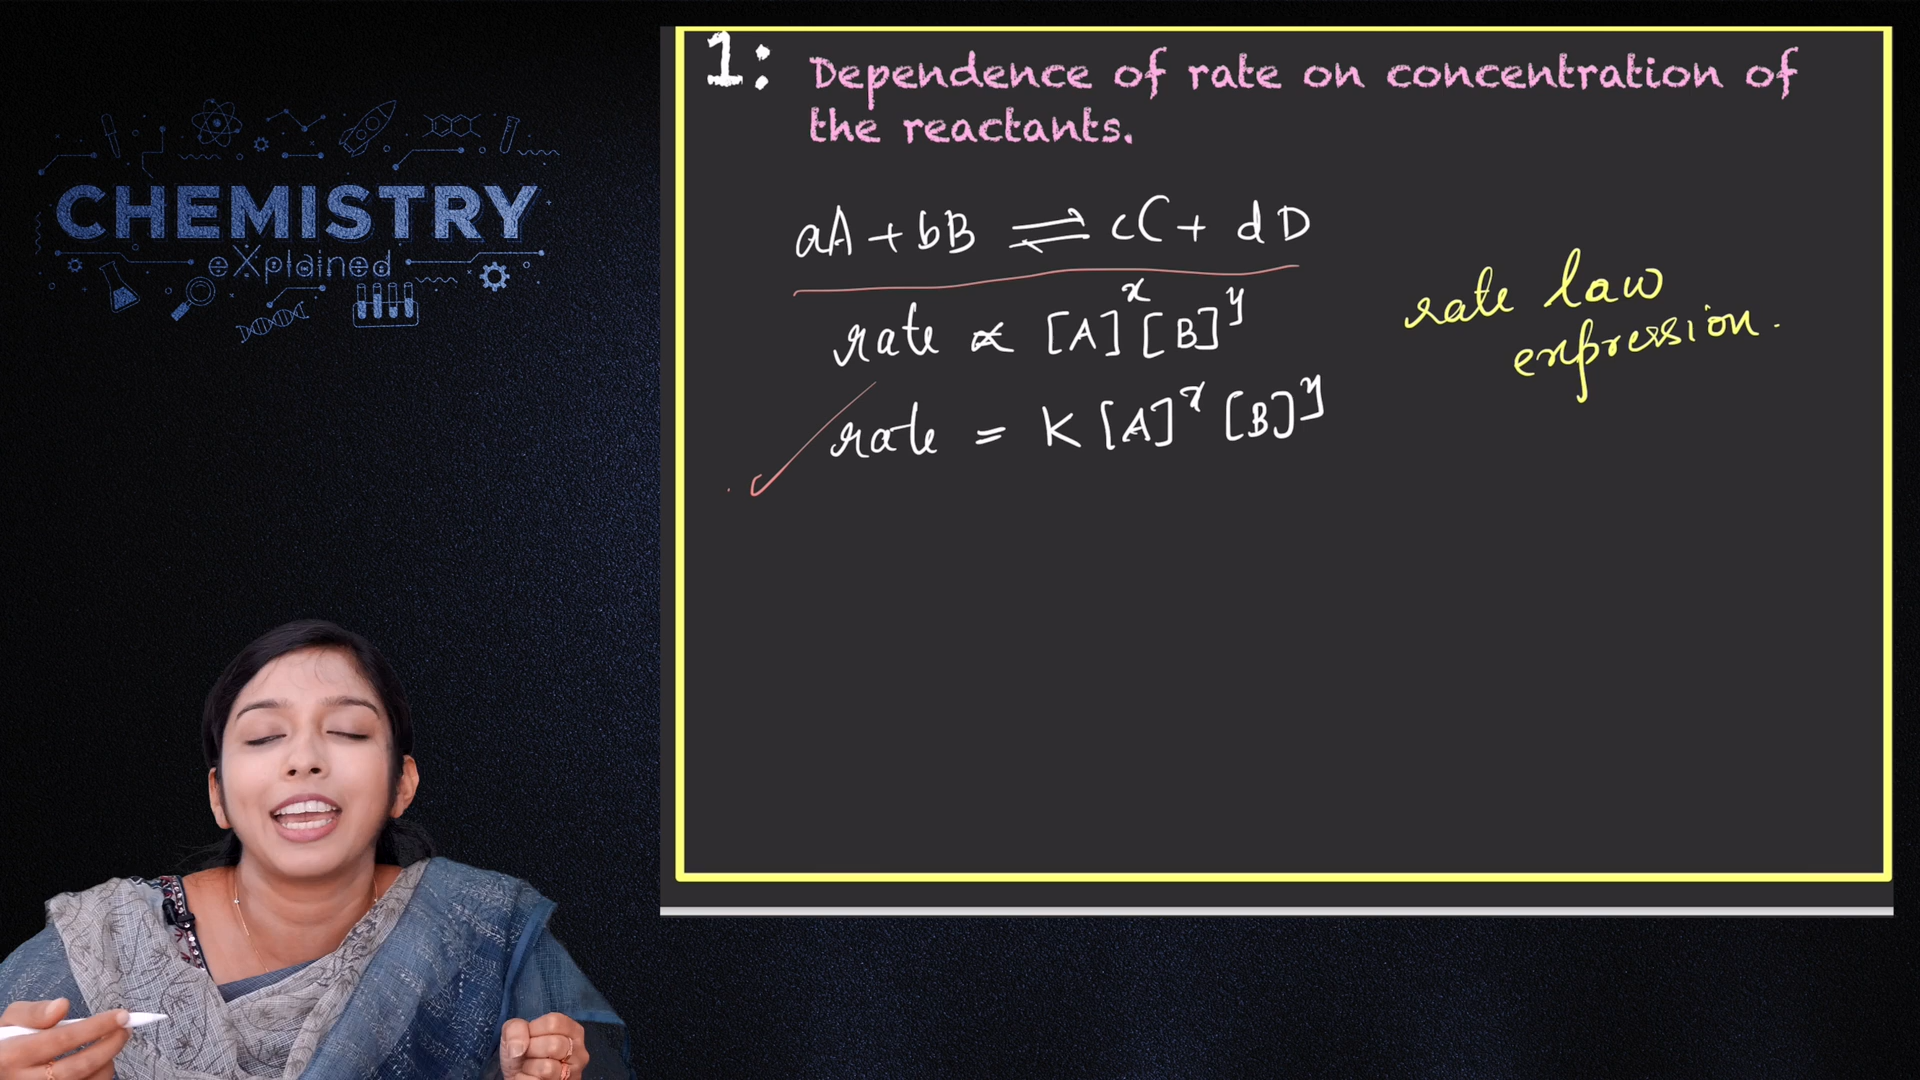 CHEMISTRY
eXplained
1: Dependence of rate on concentration of
the reactants.
aA + bB ⇌ cC + dD
rate ∝ [A]ˣ [B]ʸ
rate = K [A]ˣ [B]ʸ
rate law
expression.